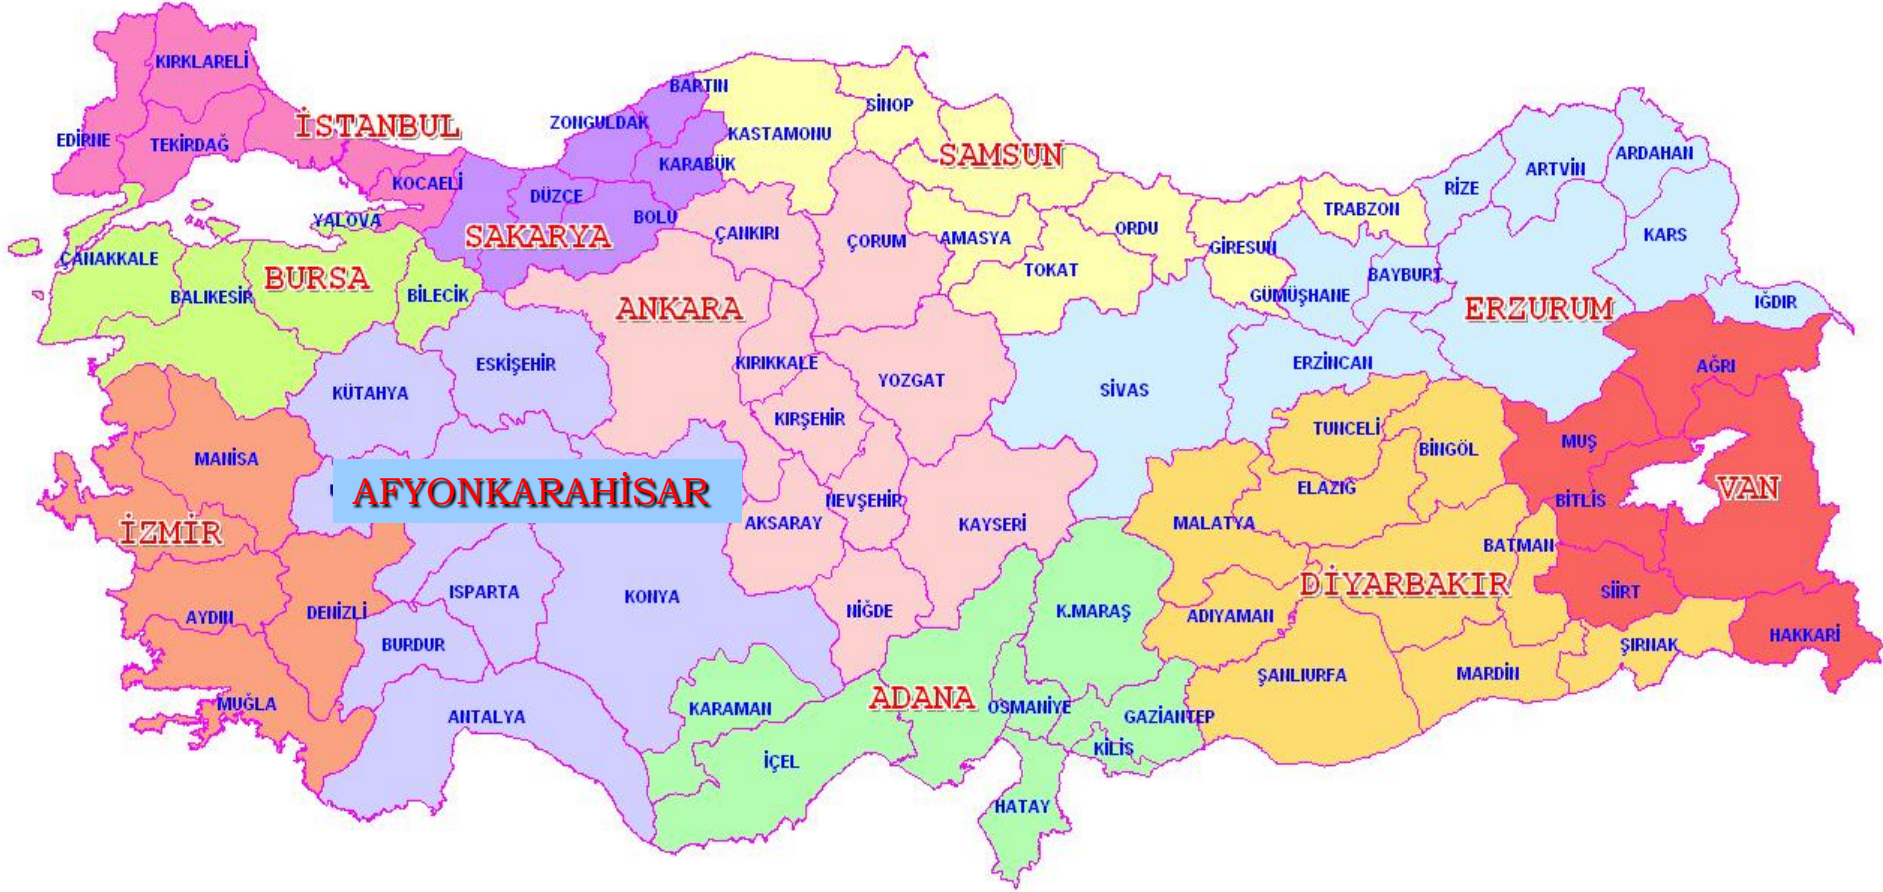 KIRKLARELİ
EDİRNE
TEKİRDAĞ
İSTANBUL
KOCAELİ
YALOVA
ÇANAKKALE
BALIKESİR
BURSA
BİLECİK
BARTIN
ZONGULDAK
KARABÜK
DÜZCE
BOLU
SAKARYA
KASTAMONU
SİNOP
SAMSUN
ÇANKIRI
ÇORUM
AMASYA
TOKAT
ORDU
GİRESUN
TRABZON
RİZE
ARTVİN
ARDAHAN
KARS
GÜMÜŞHANE
BAYBURT
ERZURUM
IĞDIR
ANKARA
ESKİŞEHİR
KÜTAHYA
KIRIKKALE
KIRŞEHİR
YOZGAT
SİVAS
ERZİNCAN
AĞRI
TUNCELİ
BİNGÖL
MUŞ
ELAZIĞ
BİTLİS
VAN
MANİSA
AFYONKARAHİSAR
İZMİR
AKSARAY
NEVŞEHİR
KAYSERİ
MALATYA
BATMAN
DİYARBAKIR
SİİRT
AYDIN
DENİZLİ
ISPARTA
KONYA
NİĞDE
K.MARAŞ
ADIYAMAN
BURDUR
ŞIRNAK
HAKKARİ
MUĞLA
ANTALYA
KARAMAN
ADANA
OSMANİYE
GAZİANTEP
ŞANLIURFA
MARDİN
İÇEL
KİLİS
HATAY